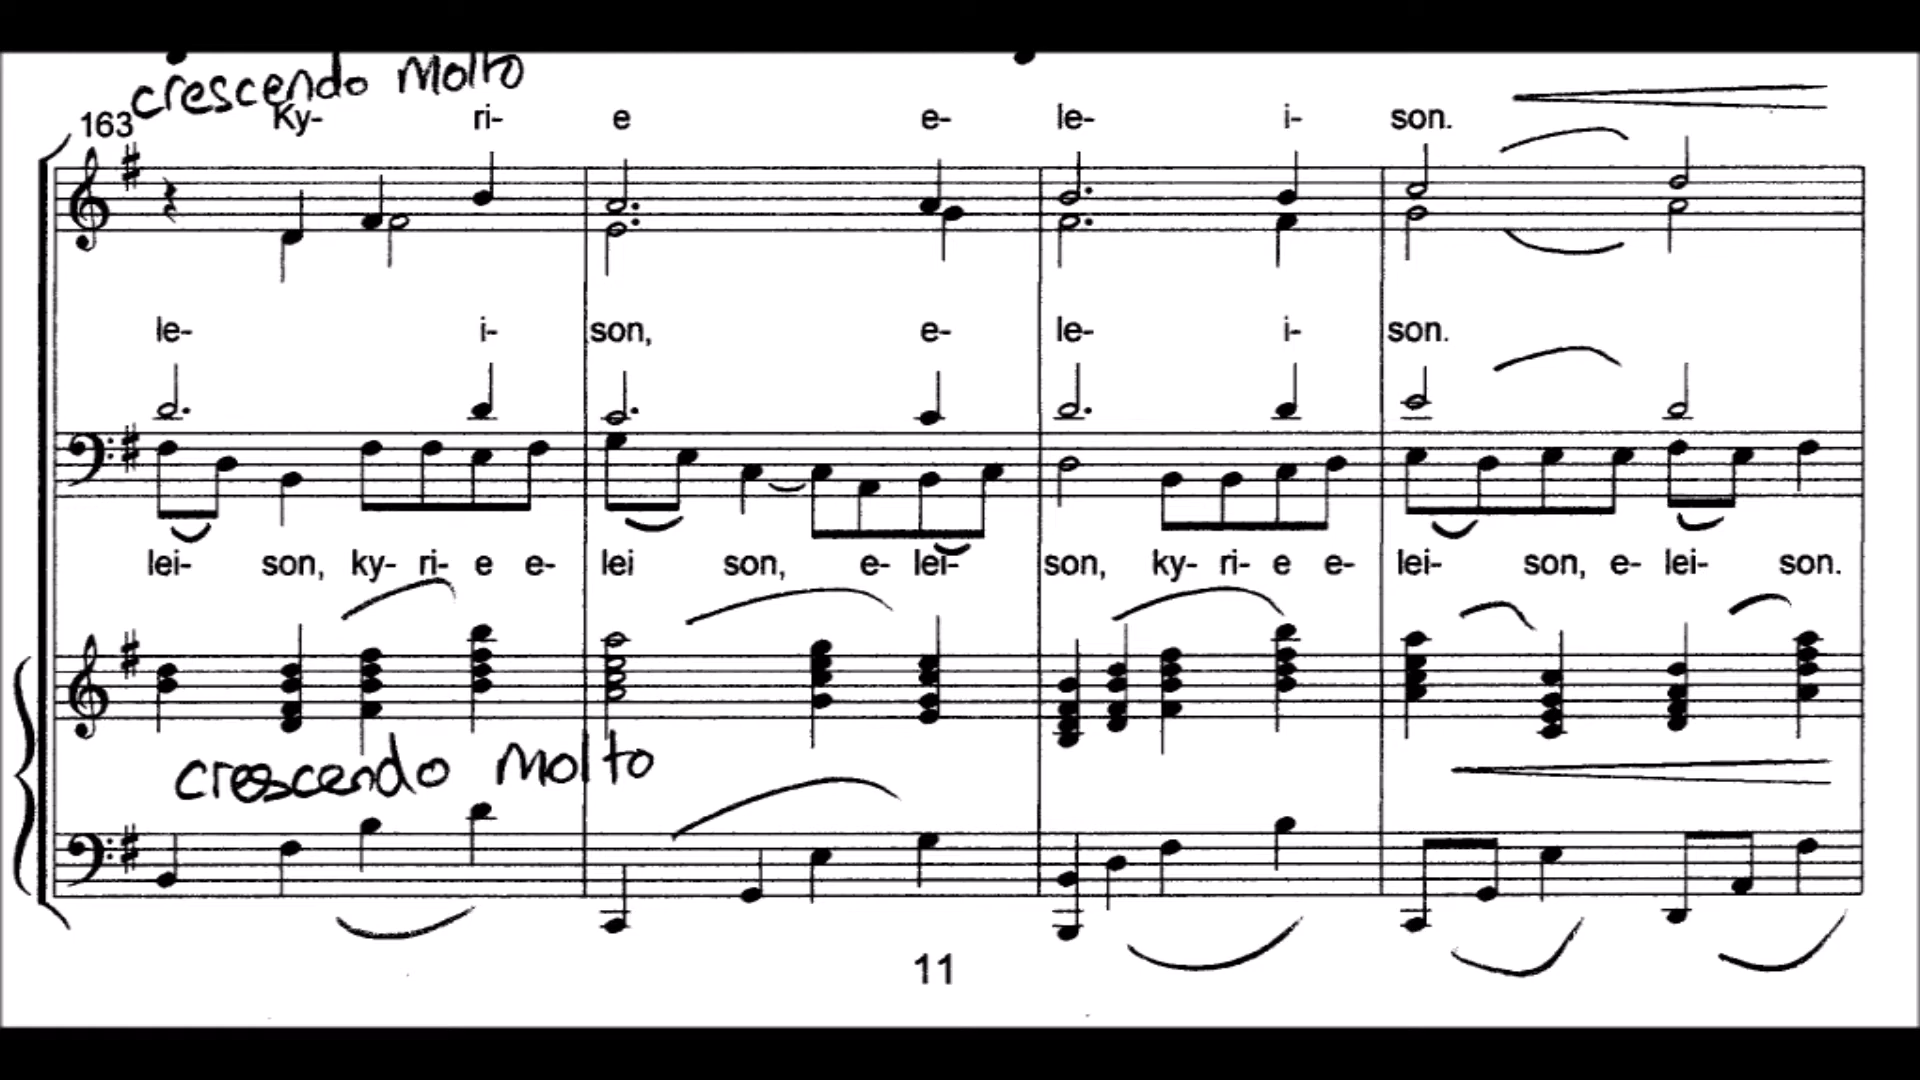 crescendo molto
163 Ky- ri- e e- le- i- son.
le- i- son, e- le- i- son.
lei- son, ky- ri- e e- lei son, e- lei- son, ky- ri- e e- lei- son, e- lei- son.
crescendo molto
11